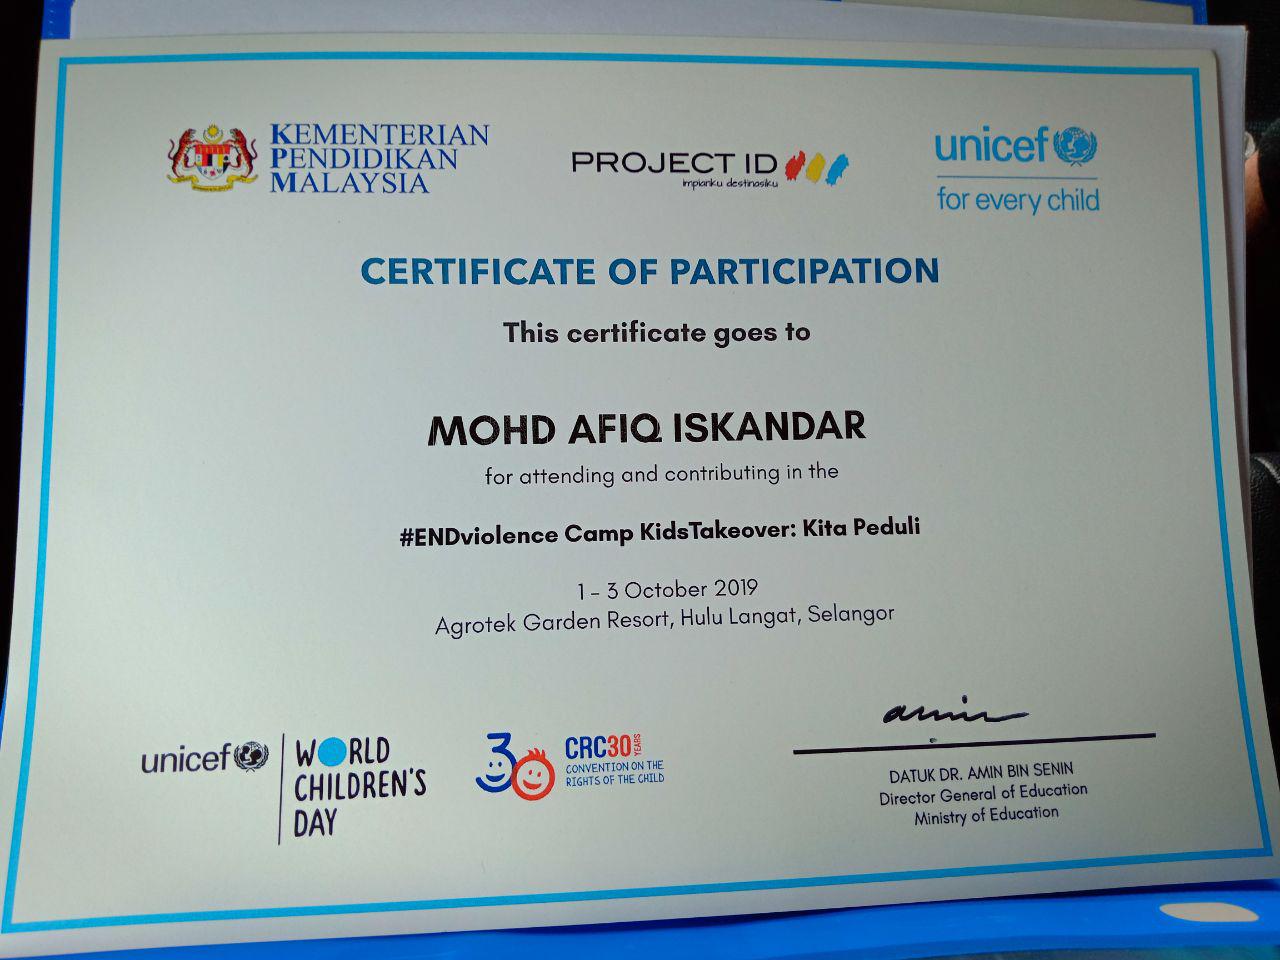 KEMENTERIAN
PENDIDIKAN
MALAYSIA
PROJECT ID
impianku destinasiku
unicef
for every child
CERTIFICATE OF PARTICIPATION
This certificate goes to
MOHD AFIQ ISKANDAR
for attending and contributing in the
#ENDviolence Camp KidsTakeover: Kita Peduli
1 - 3 October 2019
Agrotek Garden Resort, Hulu Langat, Selangor
unicef
WORLD
CHILDREN'S
DAY
30
CRC30 YEARS
CONVENTION ON THE
RIGHTS OF THE CHILD
amin
DATUK DR. AMIN BIN SENIN
Director General of Education
Ministry of Education